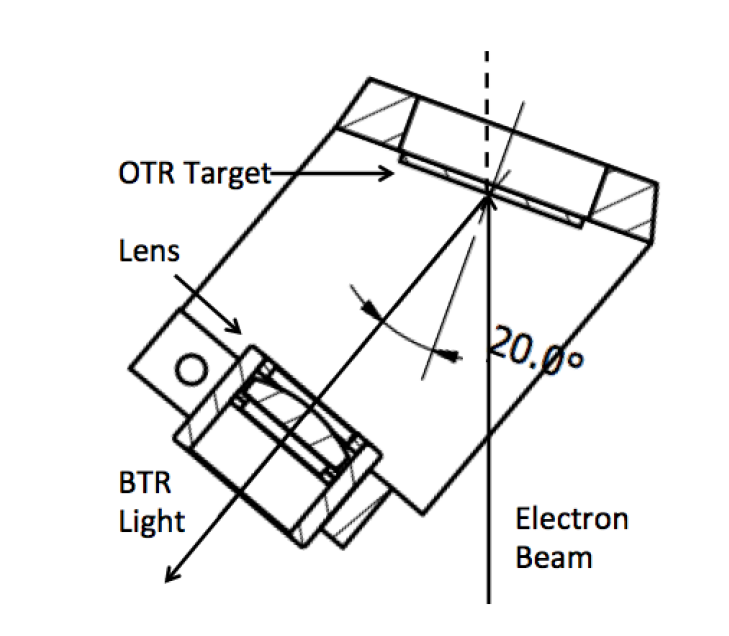 OTR Target
Lens
20.0°
BTR
Light
Electron
Beam